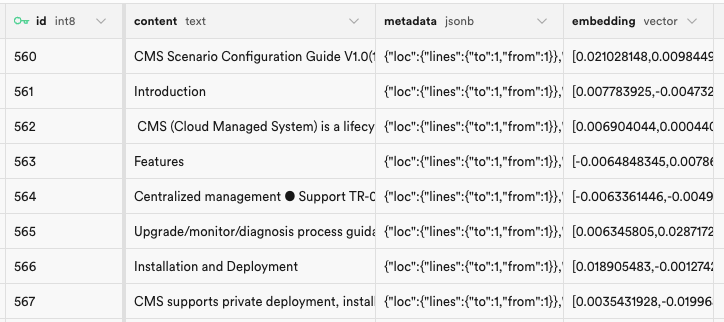 id int8 content text metadata jsonb embedding vector
560 CMS Scenario Configuration Guide V1.0(1 {"loc":{"lines":{"to":1,"from":1}}," [0.021028148,0.0098449
561 Introduction {"loc":{"lines":{"to":1,"from":1}}," [0.007783925,-0.004732
562 CMS (Cloud Managed System) is a lifecy {"loc":{"lines":{"to":1,"from":1}}," [0.006904044,0.000440
563 Features {"loc":{"lines":{"to":1,"from":1}}," [-0.0064848345,0.00786
564 Centralized management ● Support TR-0 {"loc":{"lines":{"to":1,"from":1}}," [-0.0063361446,-0.0049
565 Upgrade/monitor/diagnosis process guida {"loc":{"lines":{"to":1,"from":1}}," [0.006345805,0.0287172
566 Installation and Deployment {"loc":{"lines":{"to":1,"from":1}}," [0.018905483,-0.0012742
567 CMS supports private deployment, install {"loc":{"lines":{"to":1,"from":1}}," [0.0035431928,-0.01996